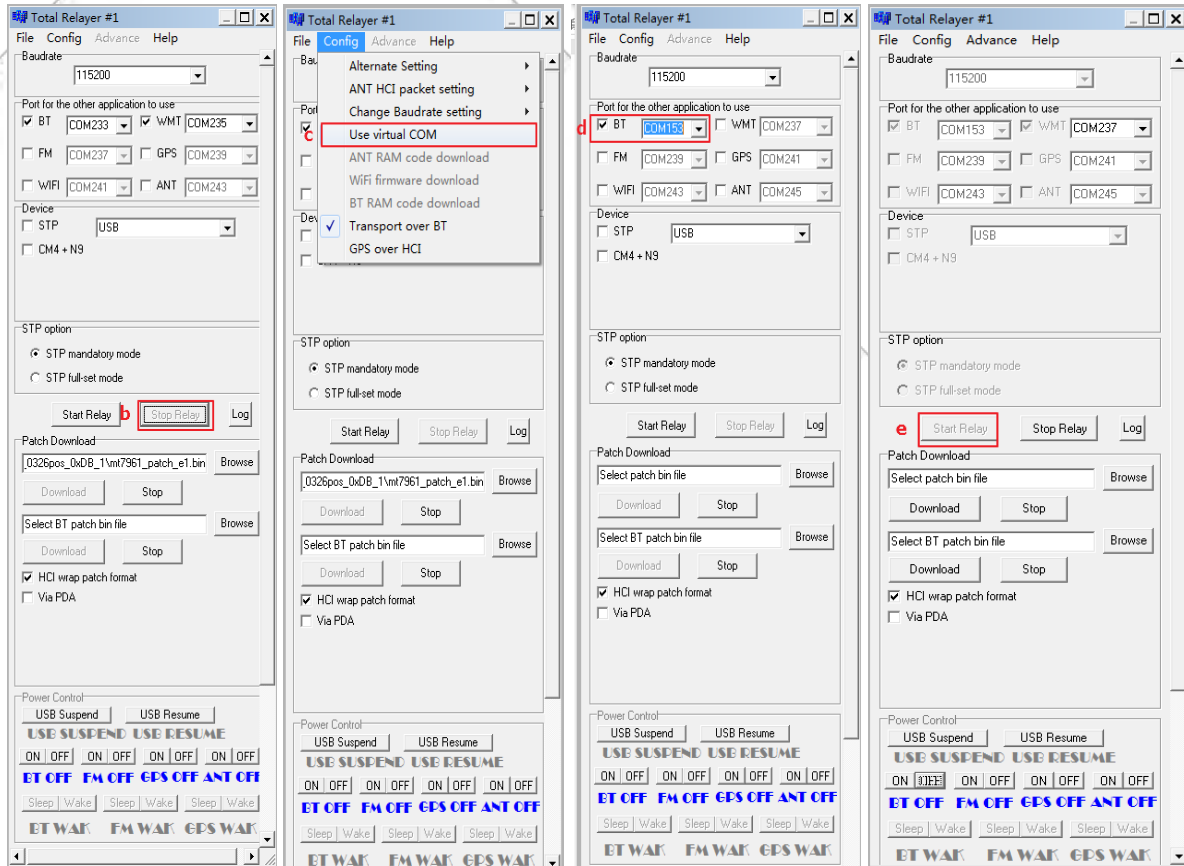 Total Relayer #1
File Config Advance Help
Baudrate
115200
Port for the other application to use
BT COM233 WMT COM235
FM COM237 GPS COM239
WIFI COM241 ANT COM243
Device
STP USB
CM4 + N9
STP option
STP mandatory mode
STP full-set mode
Start Relay b Stop Relay Log
Patch Download
_0326pos_0xDB_1\mt7961_patch_e1.bin Browse
Download Stop
Select BT patch bin file Browse
Download Stop
HCI wrap patch format
Via PDA
Power Control
USB Suspend USB Resume
USB SUSPEND USB RESUME
ON OFF ON OFF ON OFF ON OFF
BT OFF FM OFF GPS OFF ANT OFF
Sleep Wake Sleep Wake Sleep Wake
BT WAK FM WAK GPS WAK
Total Relayer #1
File Config Advance Help
Bau
Alternate Setting
ANT HCI packet setting
Port
Change Baudrate setting
c Use virtual COM
ANT RAM code download
WiFi firmware download
BT RAM code download
Dev
Transport over BT
GPS over HCI
STP option
STP mandatory mode
STP full-set mode
Start Relay Stop Relay Log
Patch Download
_0326pos_0xDB_1\mt7961_patch_e1.bin Browse
Download Stop
Select BT patch bin file Browse
Download Stop
HCI wrap patch format
Via PDA
Power Control
USB Suspend USB Resume
USB SUSPEND USB RESUME
ON OFF ON OFF ON OFF ON OFF
BT OFF FM OFF GPS OFF ANT OFF
Sleep Wake Sleep Wake Sleep Wake
BT WAK FM WAK GPS WAK
Total Relayer #1
File Config Advance Help
Baudrate
115200
Port for the other application to use
d BT COM153 WMT COM237
FM COM239 GPS COM241
WIFI COM243 ANT COM245
Device
STP USB
CM4 + N9
STP option
STP mandatory mode
STP full-set mode
Start Relay Stop Relay Log
Patch Download
Select patch bin file Browse
Download Stop
Select BT patch bin file Browse
Download Stop
HCI wrap patch format
Via PDA
Power Control
USB Suspend USB Resume
USB SUSPEND USB RESUME
ON OFF ON OFF ON OFF ON OFF
BT OFF FM OFF GPS OFF ANT OFF
Sleep Wake Sleep Wake Sleep Wake
BT WAK FM WAK GPS WAK
Total Relayer #1
File Config Advance Help
Baudrate
115200
Port for the other application to use
BT COM153 WMT COM237
FM COM239 GPS COM241
WIFI COM243 ANT COM245
Device
STP USB
CM4 + N9
STP option
STP mandatory mode
STP full-set mode
e Start Relay Stop Relay Log
Patch Download
Select patch bin file Browse
Download Stop
Select BT patch bin file Browse
Download Stop
HCI wrap patch format
Via PDA
Power Control
USB Suspend USB Resume
USB SUSPEND USB RESUME
ON OFF ON OFF ON OFF ON OFF
BT OFF FM OFF GPS OFF ANT OFF
Sleep Wake Sleep Wake Sleep Wake
BT WAK FM WAK GPS WAK